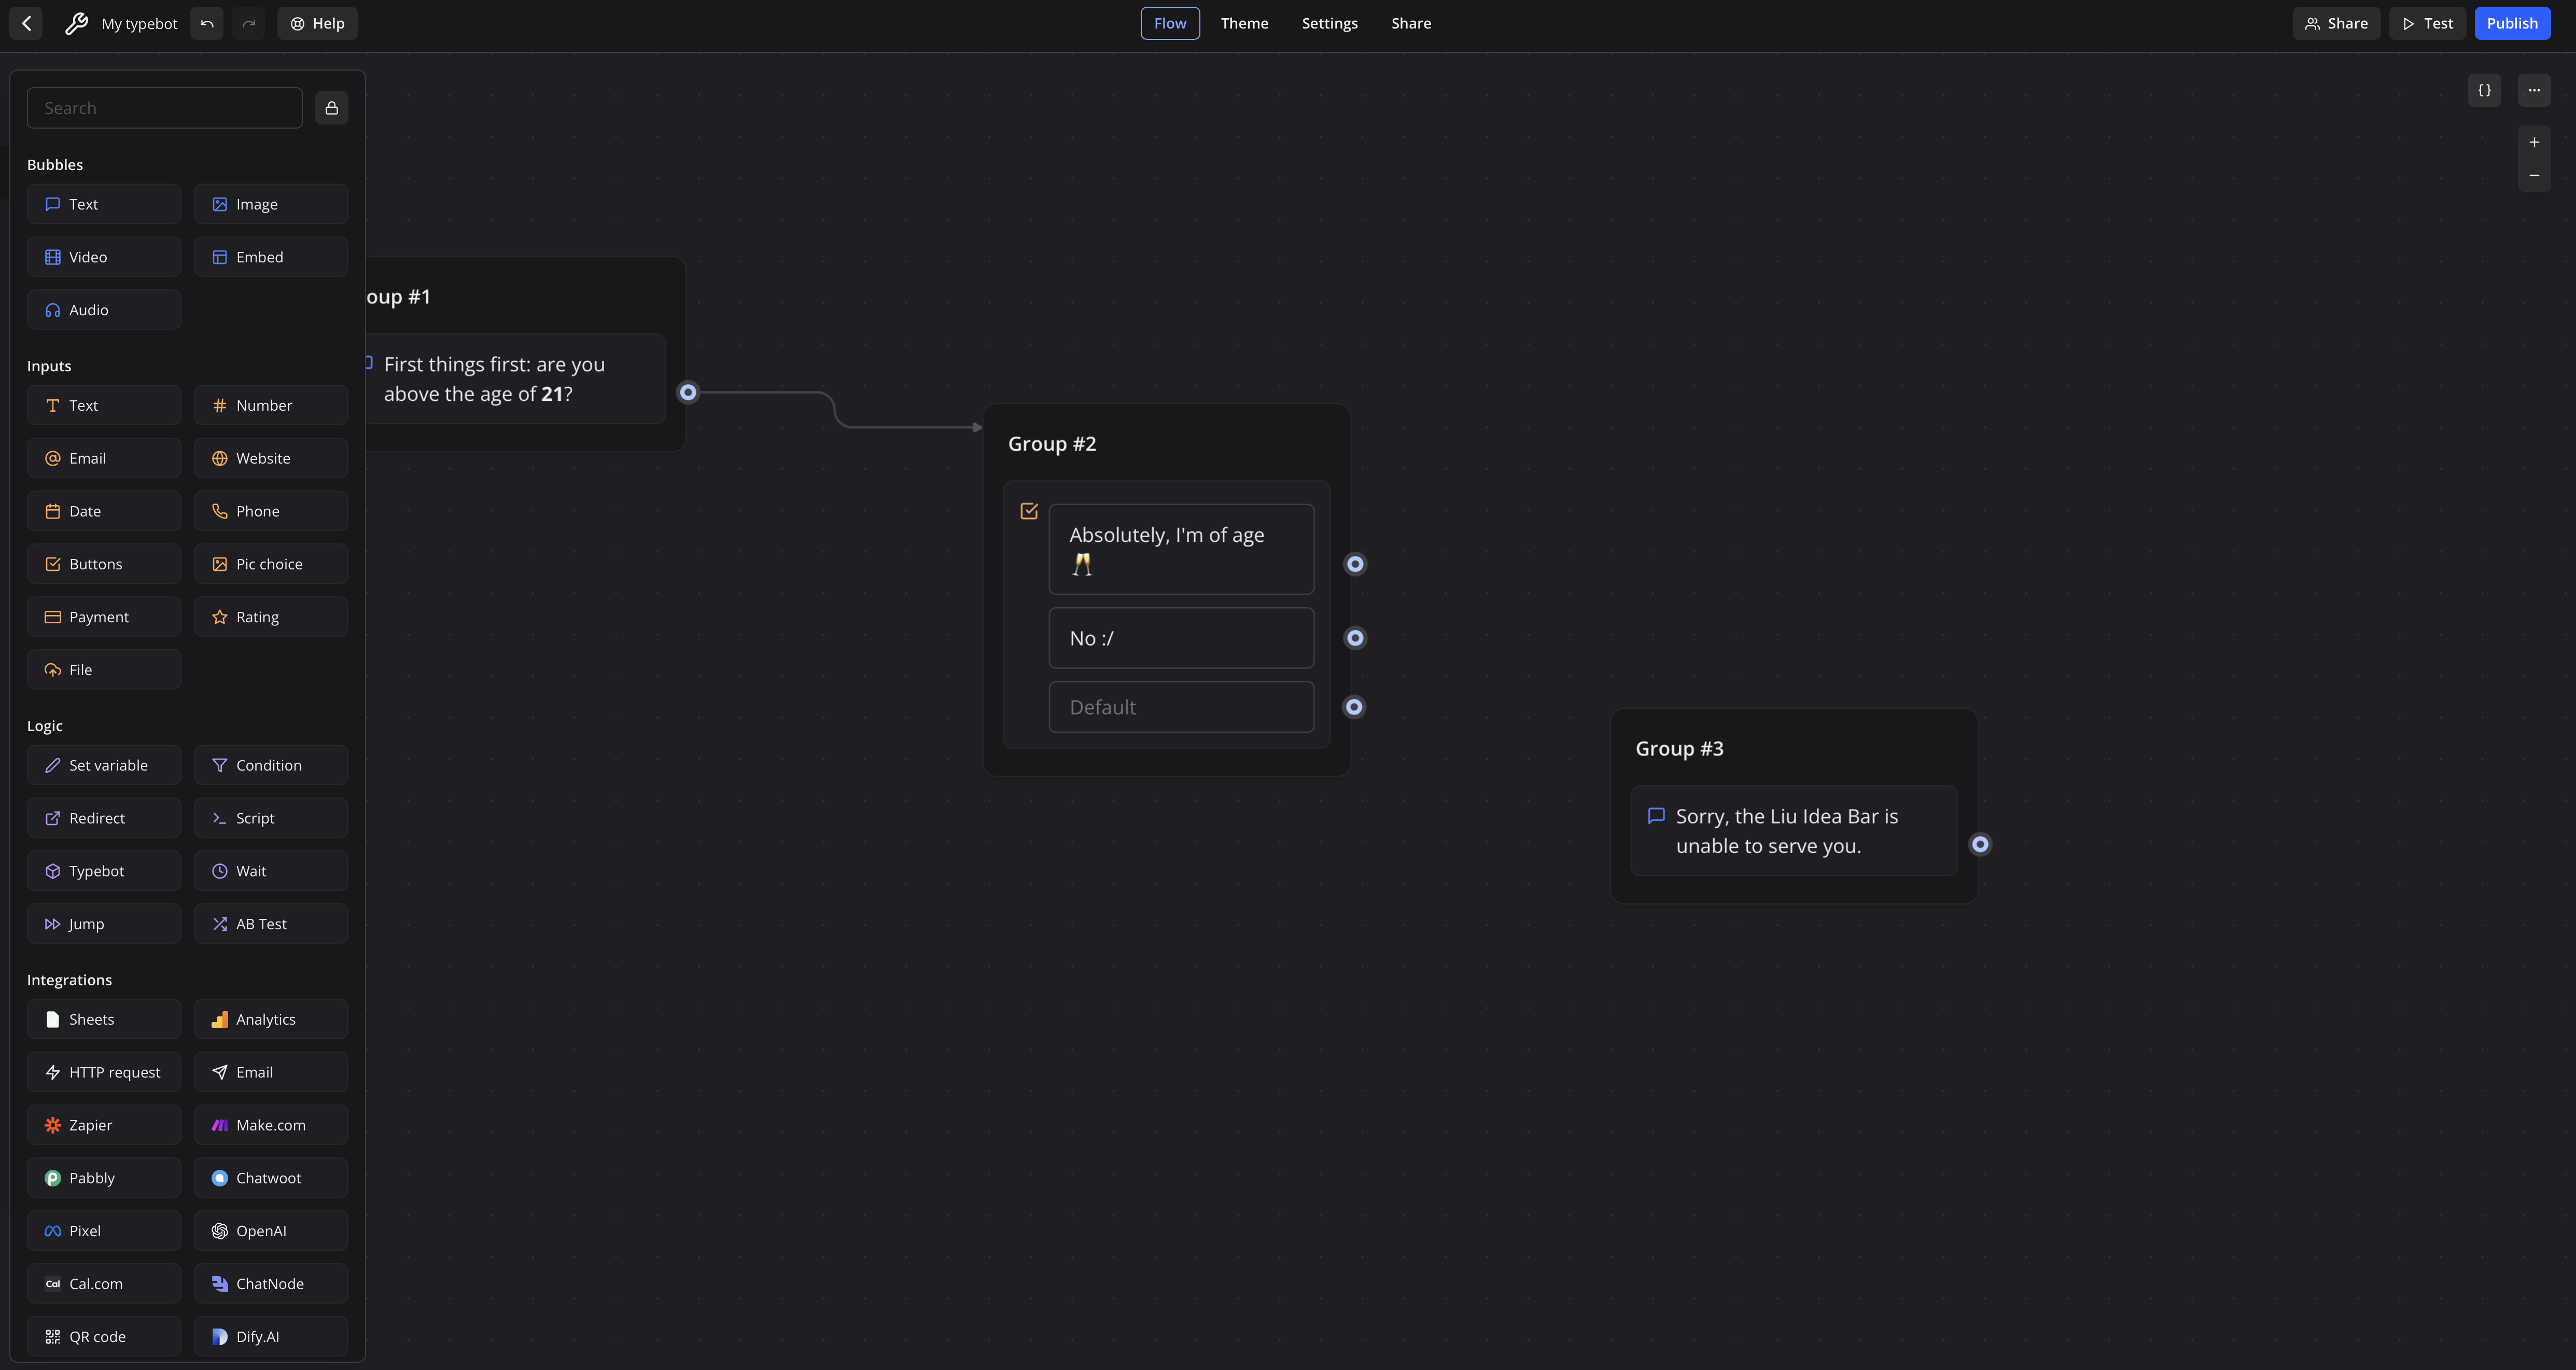 My typebot
Help
Flow
Theme
Settings
Share
Share
Test
Publish
Search
Bubbles
Text
Image
Video
Embed
Audio
Inputs
Text
Number
Email
Website
Date
Phone
Buttons
Pic choice
Payment
Rating
File
Logic
Set variable
Condition
Redirect
Script
Typebot
Wait
Jump
AB Test
Integrations
Sheets
Analytics
HTTP request
Email
Zapier
Make.com
Pabbly
Chatwoot
Pixel
OpenAI
Cal
Cal.com
ChatNode
QR code
Dify.AI
oup #1
First things first: are you
above the age of 21?
Group #2
Absolutely, I'm of age
🥂
No :/
Default
Group #3
Sorry, the Liu Idea Bar is
unable to serve you.